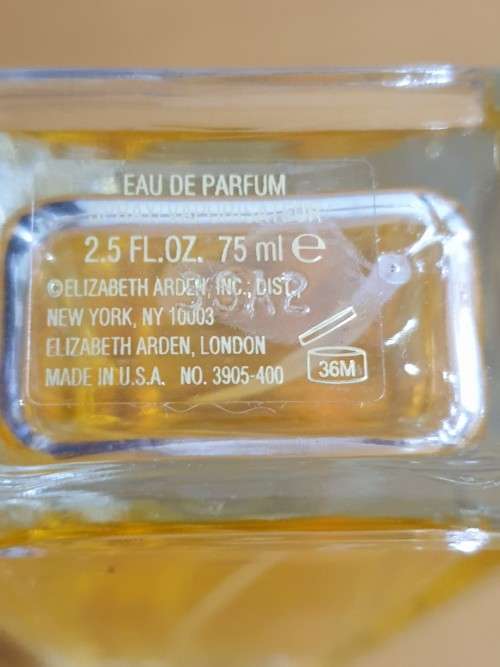 EAU DE PARFUM
2.5 FL.OZ. 75 ml e
©ELIZABETH ARDEN, INC., DIST.,
NEW YORK, NY 10003
ELIZABETH ARDEN, LONDON
MADE IN U.S.A. NO. 3905-400
36M